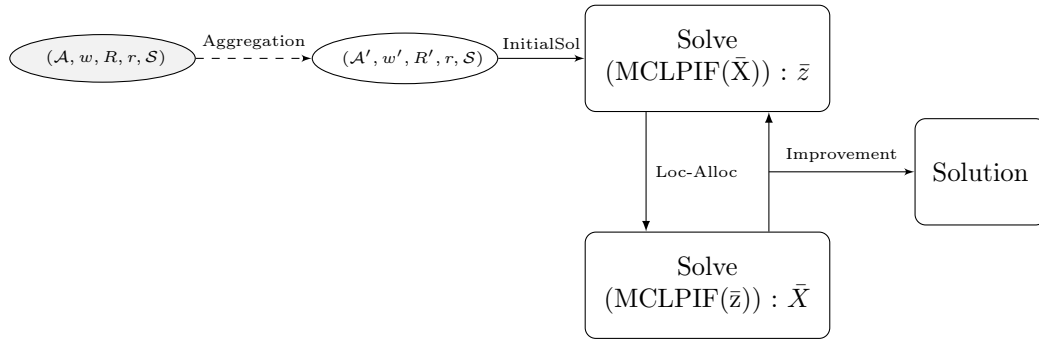 (𝒜, w, R, r, 𝒮)
Aggregation
(𝒜′, w′, R′, r, 𝒮)
InitialSol
Solve
(MCLPIF(X̄)) : z̄
Loc-Alloc
Improvement
Solution
Solve
(MCLPIF(z̄)) : X̄